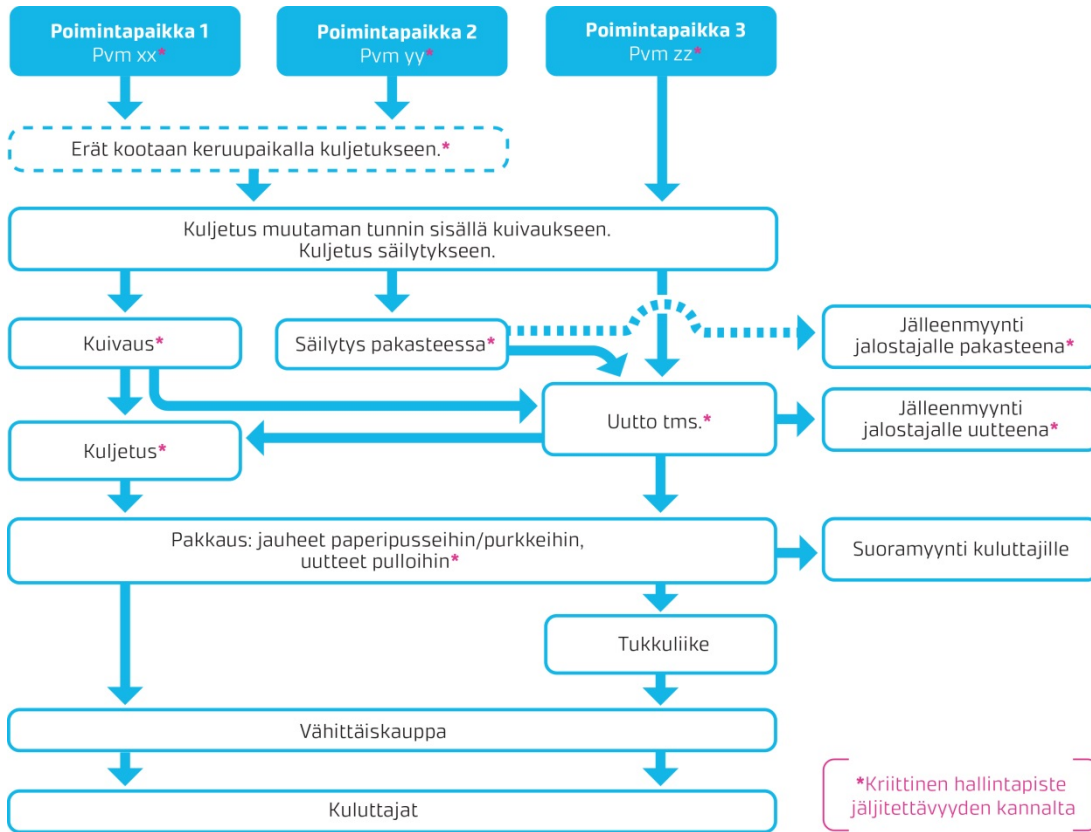 Poimintapaikka 1
Pvm xx*
Poimintapaikka 2
Pvm yy*
Poimintapaikka 3
Pvm zz*
Erät kootaan keruupaikalla kuljetukseen.*
Kuljetus muutaman tunnin sisällä kuivaukseen.
Kuljetus säilytykseen.
Kuivaus*
Säilytys pakasteessa*
Jälleenmyynti
jalostajalle pakasteena*
Kuljetus*
Uutto tms.*
Jälleenmyynti
jalostajalle uutteena*
Pakkaus: jauheet paperipusseihin/purkkeihin,
uutteet pulloihin*
Suoramyynti kuluttajille
Tukkuliike
Vähittäiskauppa
Kuluttajat
*Kriittinen hallintapiste
jäljitettävyyden kannalta